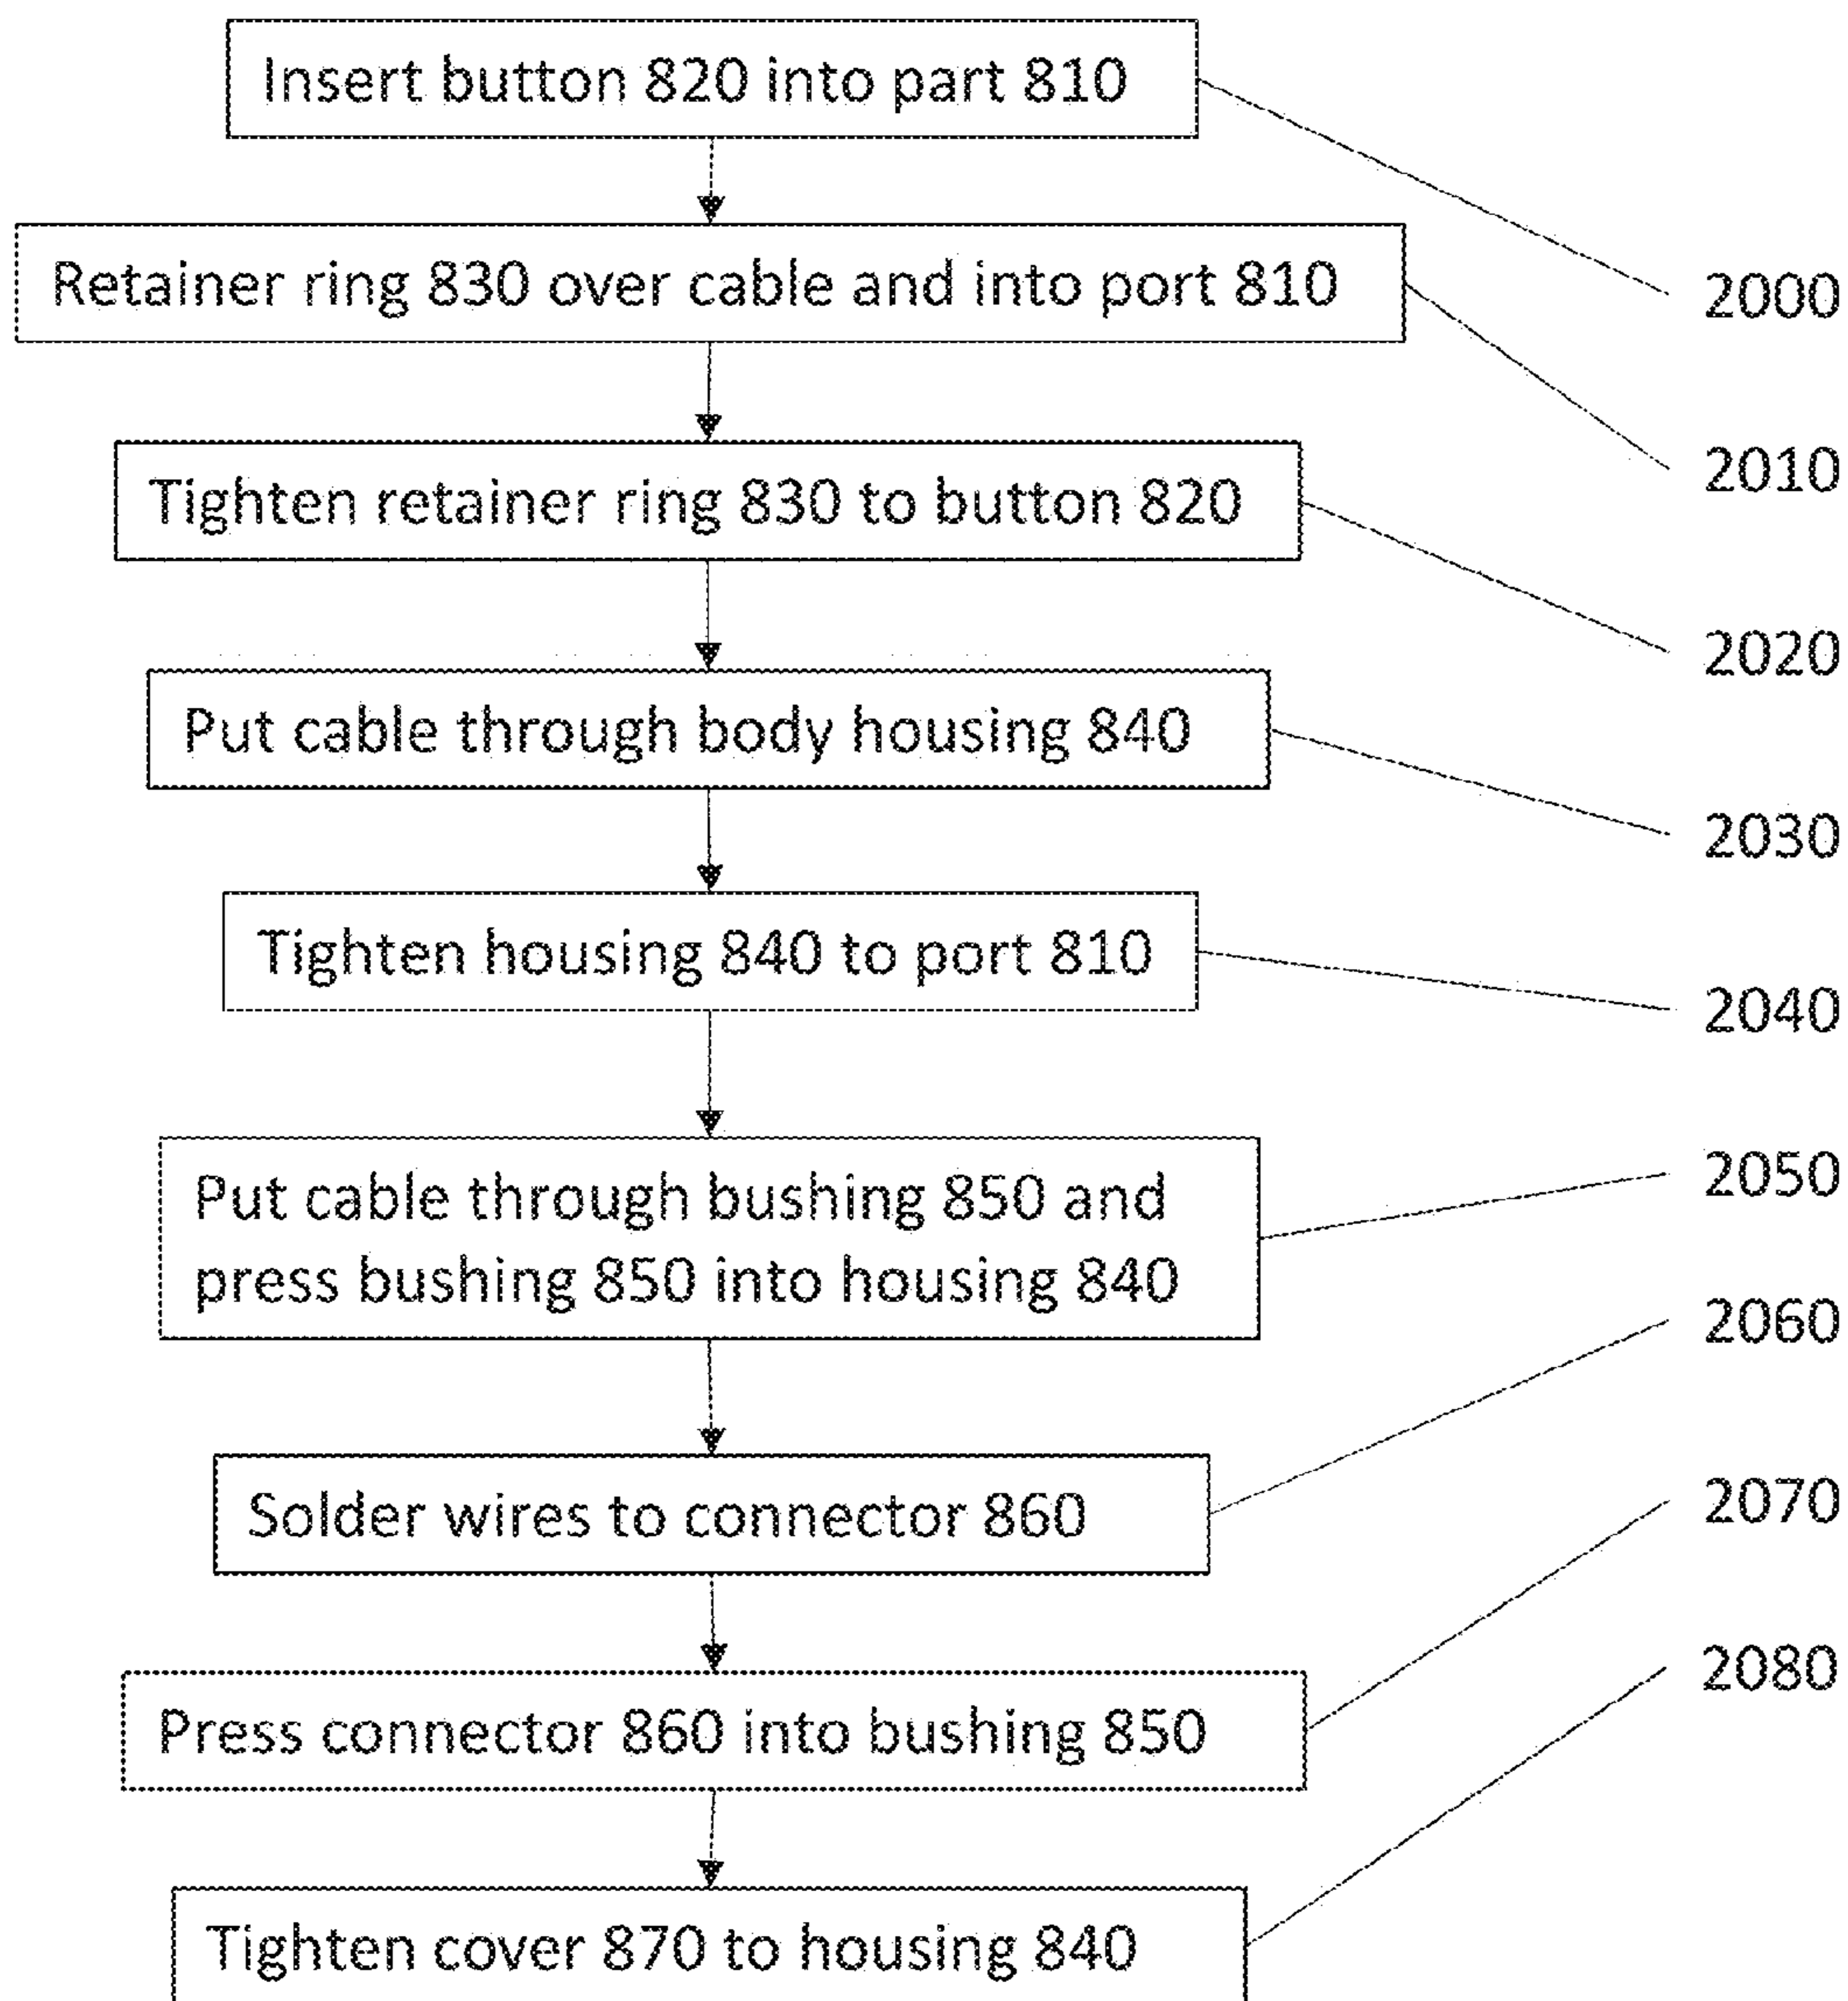 Insert button 820 into part 810
2000
Retainer ring 830 over cable and into port 810
2010
Tighten retainer ring 830 to button 820
2020
Put cable through body housing 840
2030
Tighten housing 840 to port 810
2040
Put cable through bushing 850 and
press bushing 850 into housing 840
2050
Solder wires to connector 860
2060
Press connector 860 into bushing 850
2070
Tighten cover 870 to housing 840
2080